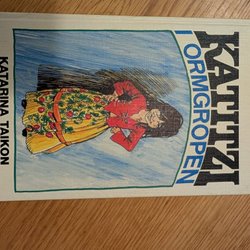 KATITZI
I ORMGROPEN
KATARINA TAIKON